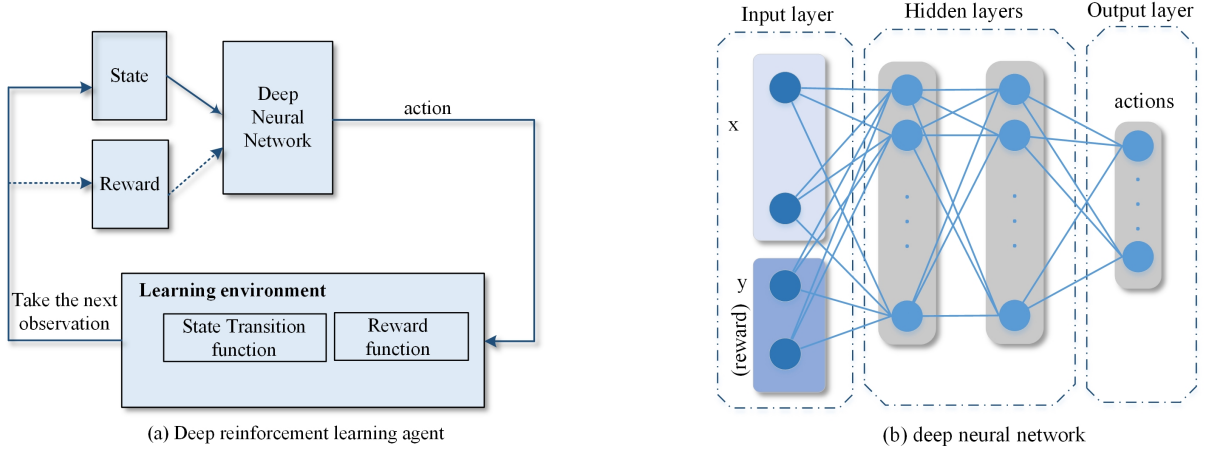 State
Reward
Deep
Neural
Network
action
Take the next
observation
Learning environment
State Transition
function
Reward
function
(a) Deep reinforcement learning agent
Input layer
Hidden layers
Output layer
x
y
(reward)
actions
(b) deep neural network